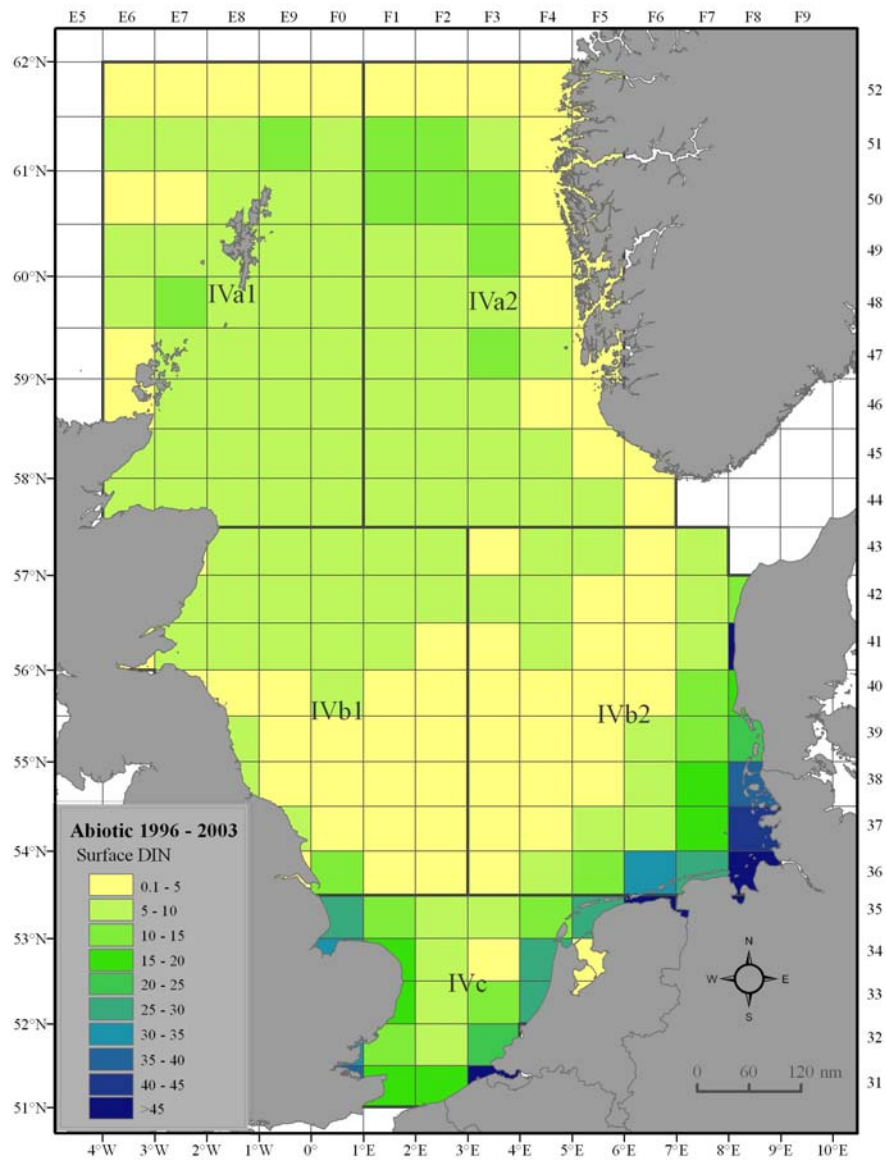 E5 E6 E7 E8 E9 F0 F1 F2 F3 F4 F5 F6 F7 F8 F9
62°N
52
51
61°N
50
49
60°N
IVa1 IVa2
48
47
59°N
46
45
58°N
44
43
57°N
42
41
56°N
40
IVb1 IVb2
39
55°N
38
37
54°N
36
35
53°N
34
IVc
33
52°N
32
31
51°N
Abiotic 1996 - 2003
Surface DIN
0.1 - 5
5 - 10
10 - 15
15 - 20
20 - 25
25 - 30
30 - 35
35 - 40
40 - 45
>45
N
W E
S
0 60 120 nm
4°W 3°W 2°W 1°W 0° 1°E 2°E 3°E 4°E 5°E 6°E 7°E 8°E 9°E 10°E